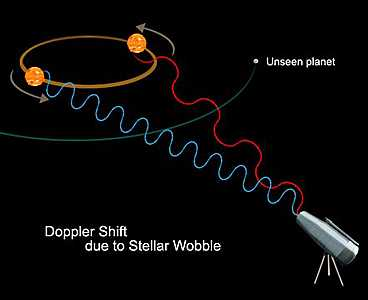 Unseen planet
Doppler Shift
due to Stellar Wobble